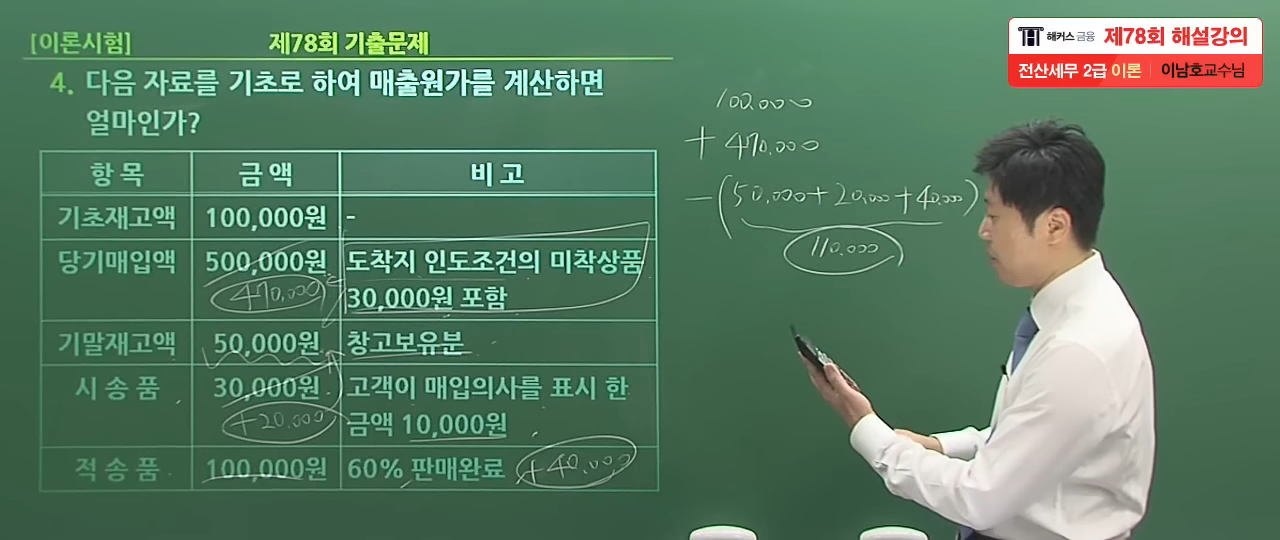 [이론시험] 제78회 기출문제
4. 다음 자료를 기초로 하여 매출원가를 계산하면
얼마인가?
항 목 금 액 비 고
기초재고액 100,000원 -
당기매입액 500,000원 도착지 인도조건의 미착상품
470,000 30,000원 포함
기말재고액 50,000원 창고보유분
시 송 품 30,000원 고객이 매입의사를 표시 한
+20,000 금액 10,000원
적 송 품 100,000원 60% 판매완료 +40,000
100,000
+ 470,000
- (50,000+20,000+40,000)
110,000
해커스 금융 제78회 해설강의
전산세무 2급 이론 | 이남호교수님